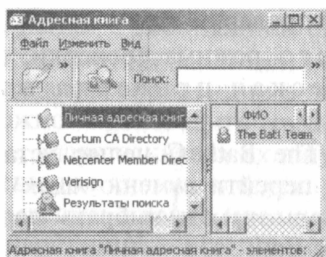 Адресная книга
Файл Изменить Вид
» Поиск: »
Личная адресная книга
Certum CA Directory
Netcenter Member Direc
Verisign
Результаты поиска
ФИО
The Bat! Team
Адресная книга "Личная адресная книга" - элементов: